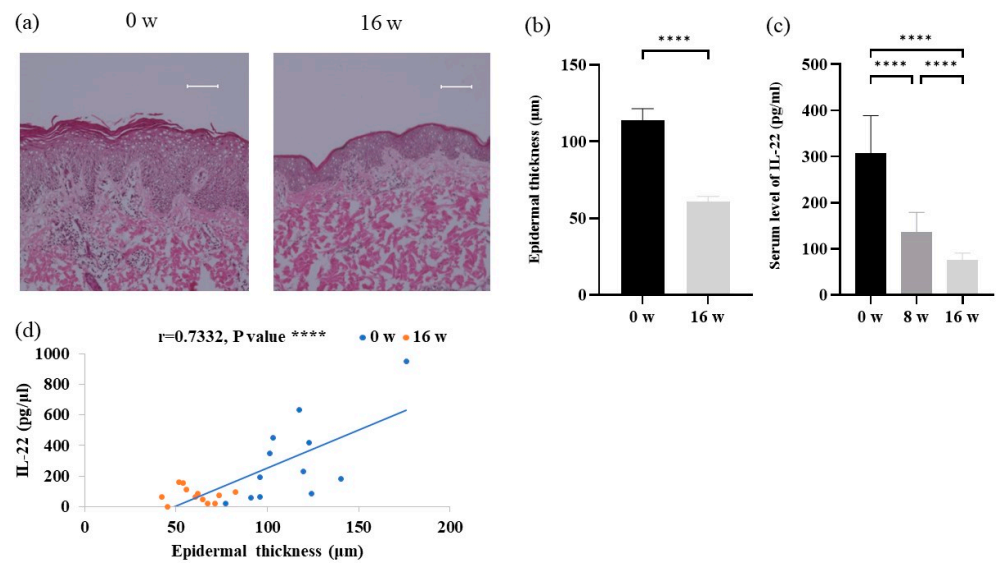 (a)
0 w
16 w
(b)
****
Epidermal thickness (μm)
150
100
50
0
0 w
16 w
(c)
****
****
****
Serum level of IL-22 (pg/ml)
500
400
300
200
100
0
0 w
8 w
16 w
(d)
r=0.7332, P value ****
0 w
16 w
IL-22 (pg/μl)
1000
800
600
400
200
0
0
50
100
150
200
Epidermal thickness (μm)